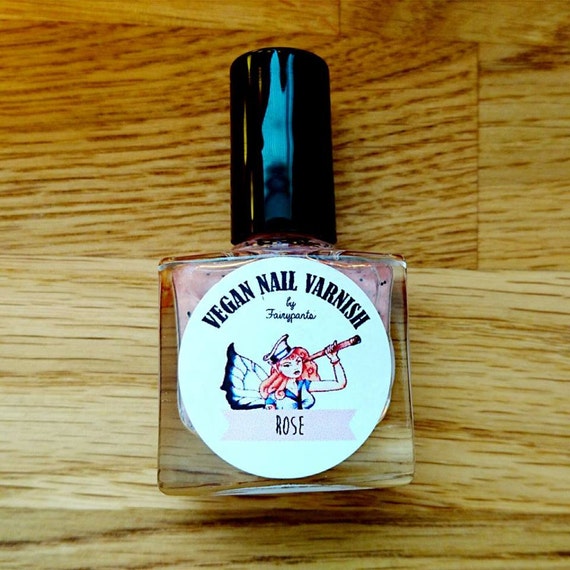 VEGAN NAIL VARNISH
by
Fairypants
ROSE